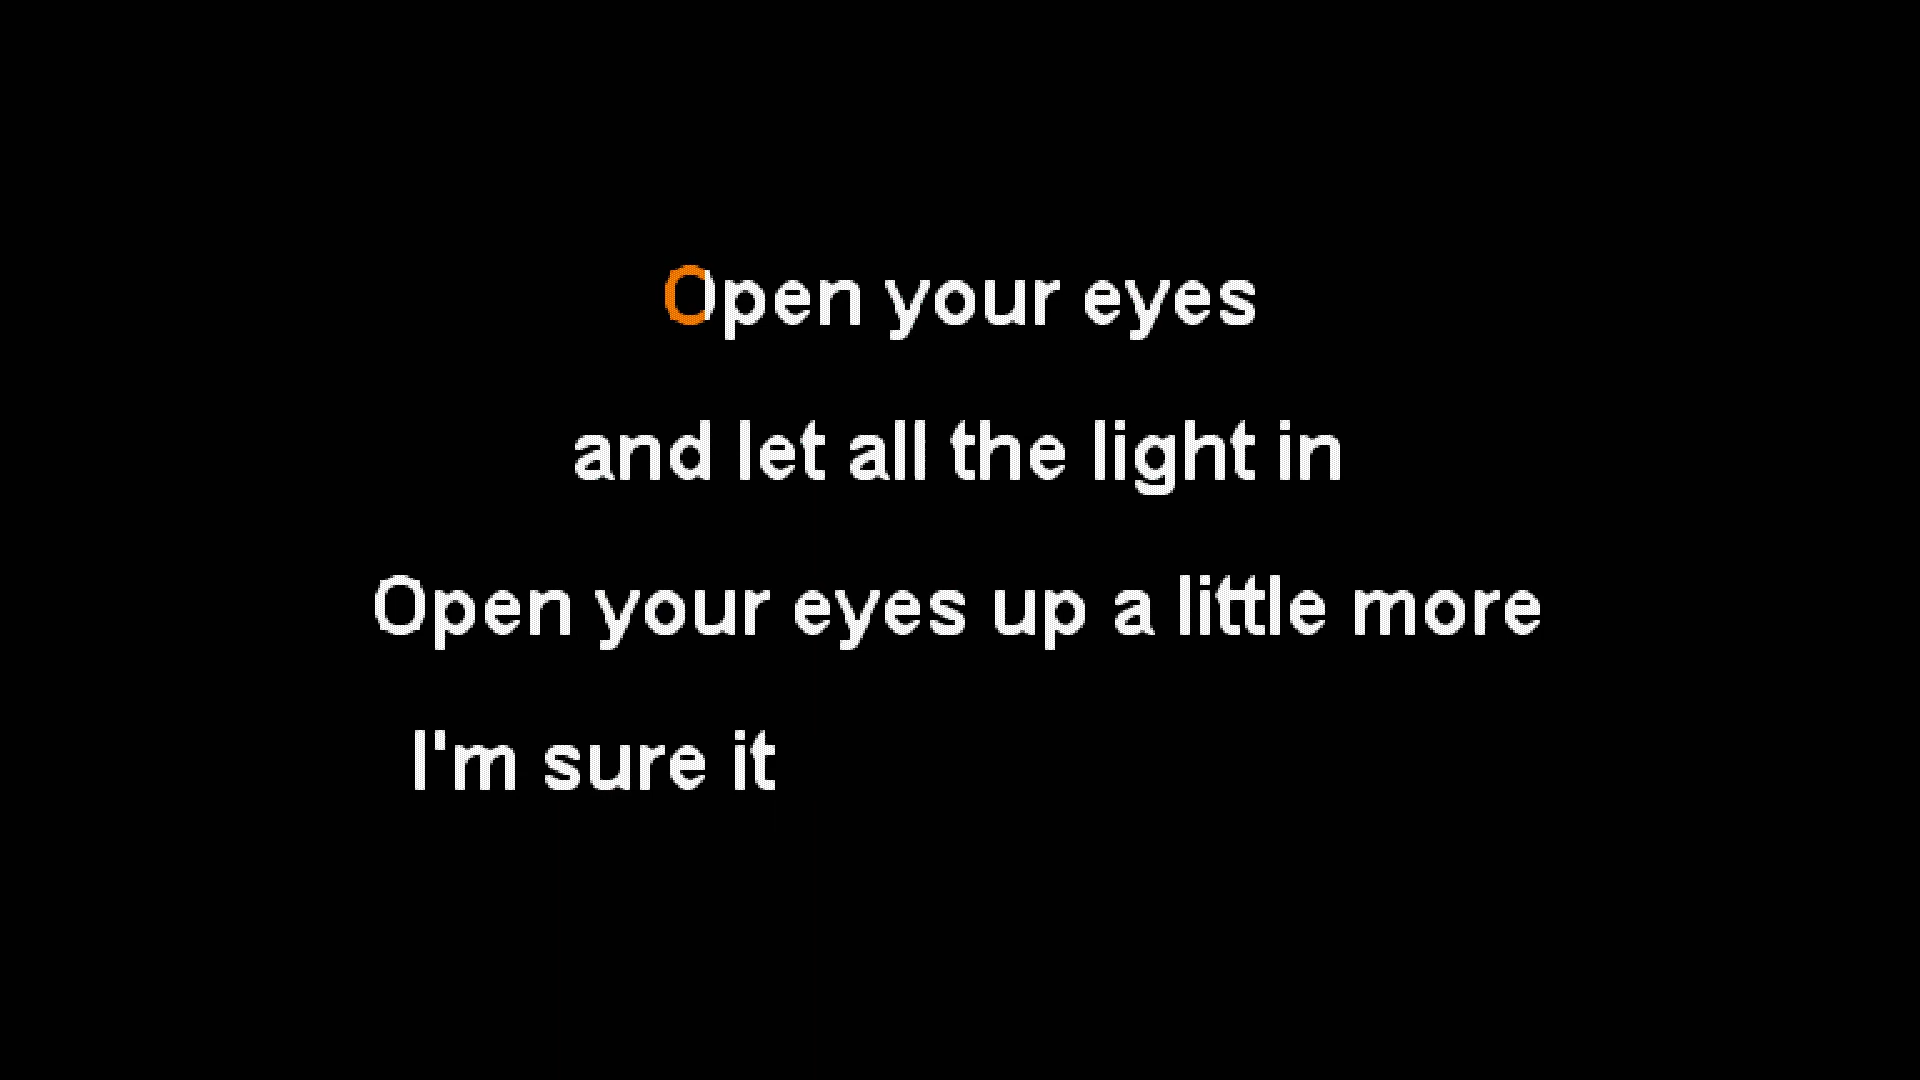 Open your eyes
and let all the light in
Open your eyes up a little more
I'm sure it